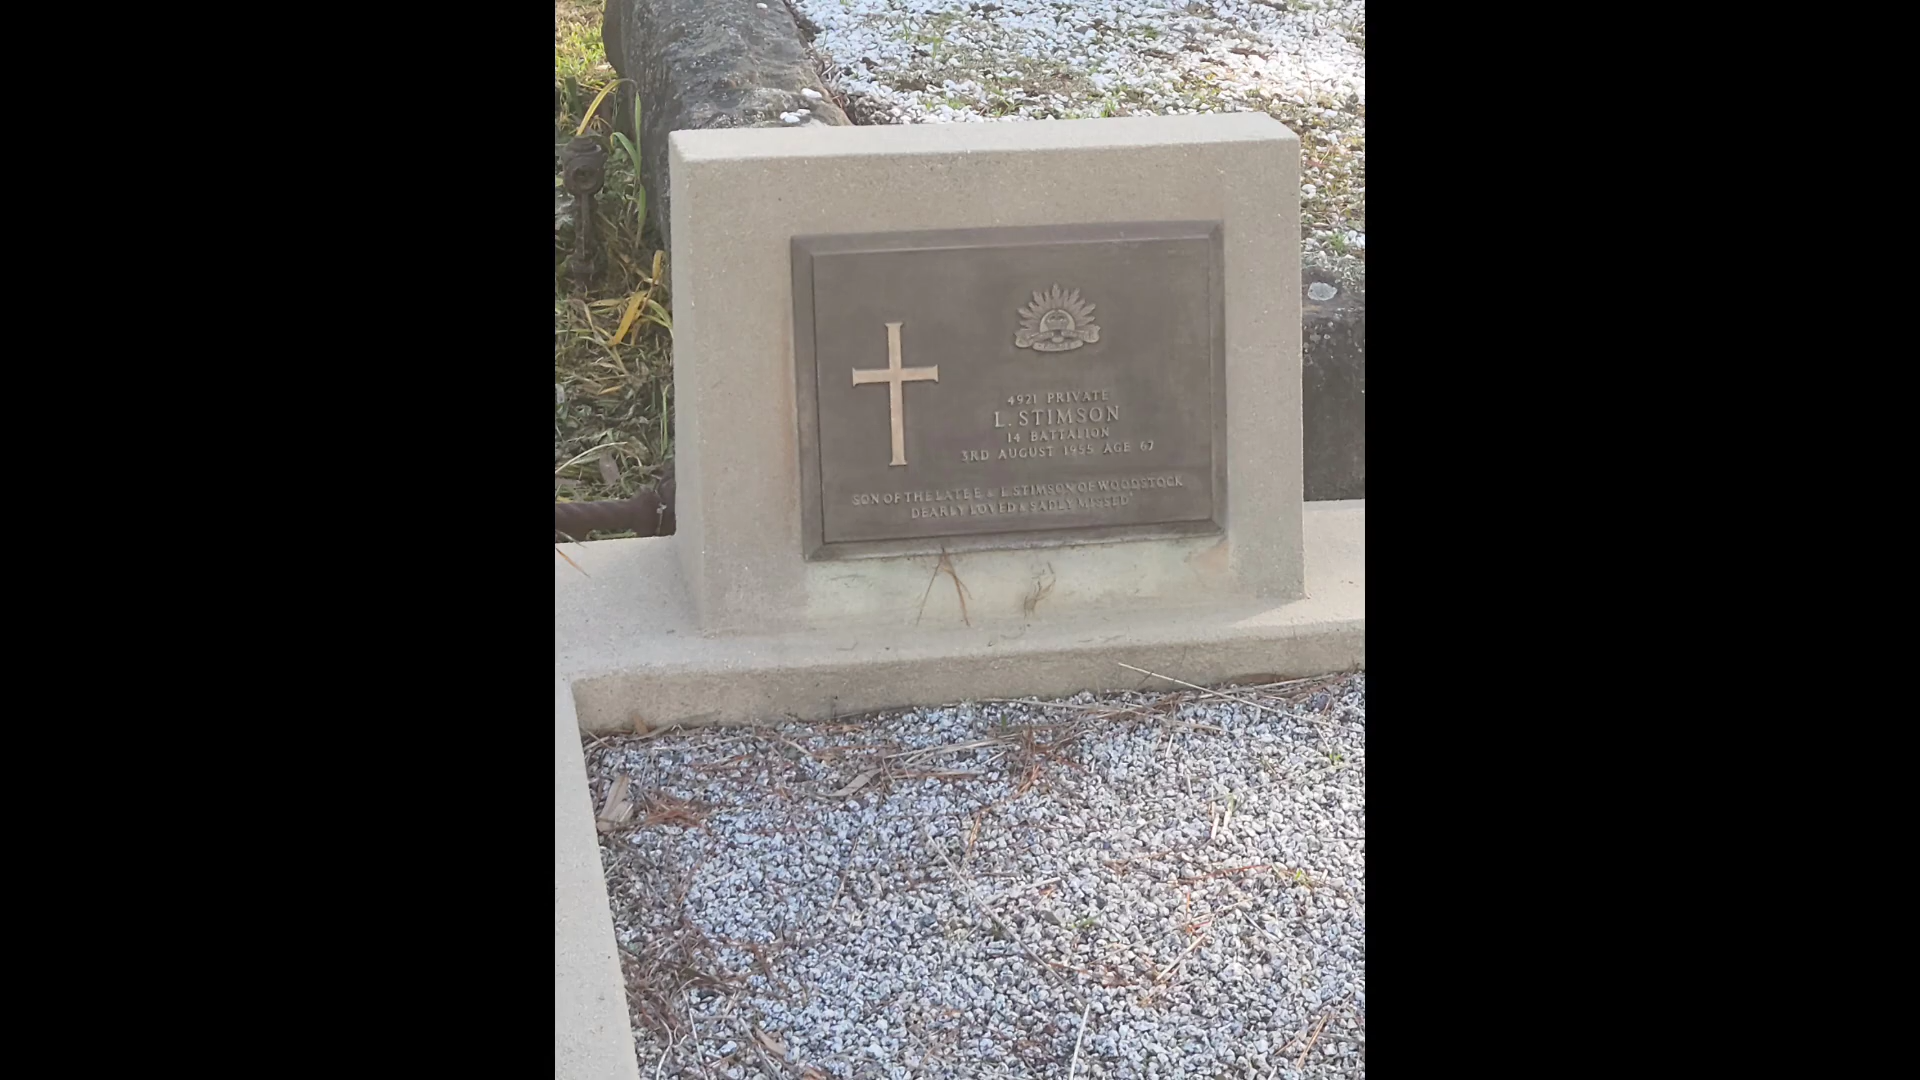 4921 PRIVATE
L. STIMSON
14 BATTALION
3RD AUGUST 1955 AGE 67
SON OF THE LATE E & L STIMSON OF WOODSTOCK
DEARLY LOVED & SADLY MISSED